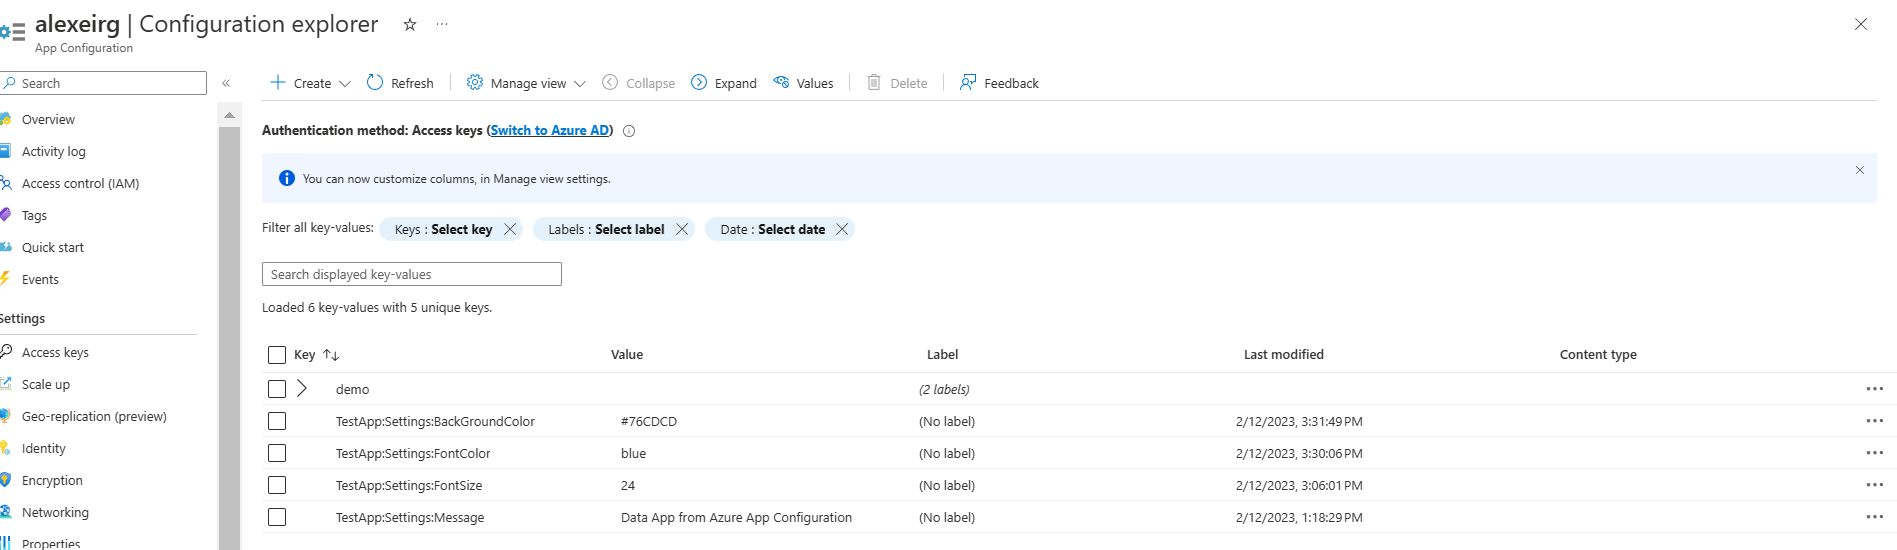 alexeirg | Configuration explorer
App Configuration
Search
Overview
Activity log
Access control (IAM)
Tags
Quick start
Events
Settings
Access keys
Scale up
Geo-replication (preview)
Identity
Encryption
Networking
Properties
Create Refresh Manage view Collapse Expand Values Delete Feedback
Authentication method: Access keys (Switch to Azure AD)
You can now customize columns, in Manage view settings.
Filter all key-values: Keys : Select key Labels : Select label Date : Select date
Search displayed key-values
Loaded 6 key-values with 5 unique keys.
Key Value Label Last modified Content type
demo (2 labels)
TestApp:Settings:BackGroundColor #76CDCD (No label) 2/12/2023, 3:31:49 PM
TestApp:Settings:FontColor blue (No label) 2/12/2023, 3:30:06 PM
TestApp:Settings:FontSize 24 (No label) 2/12/2023, 3:06:01 PM
TestApp:Settings:Message Data App from Azure App Configuration (No label) 2/12/2023, 1:18:29 PM